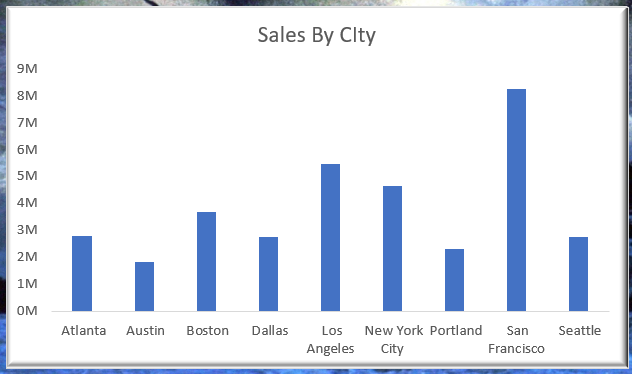 Sales By CIty
9M
8M
7M
6M
5M
4M
3M
2M
1M
0M
Atlanta
Austin
Boston
Dallas
Los
Angeles
New York
City
Portland
San
Francisco
Seattle